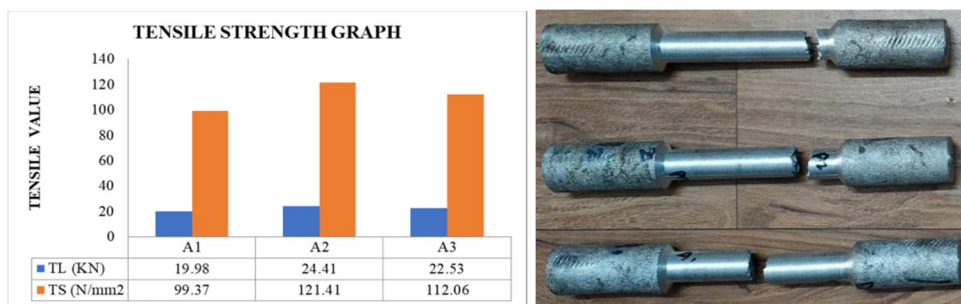 TENSILE STRENGTH GRAPH
TENSILE VALUE
140
120
100
80
60
40
20
0
A1 A2 A3
TL (KN) 19.98 24.41 22.53
TS (N/mm2 99.37 121.41 112.06